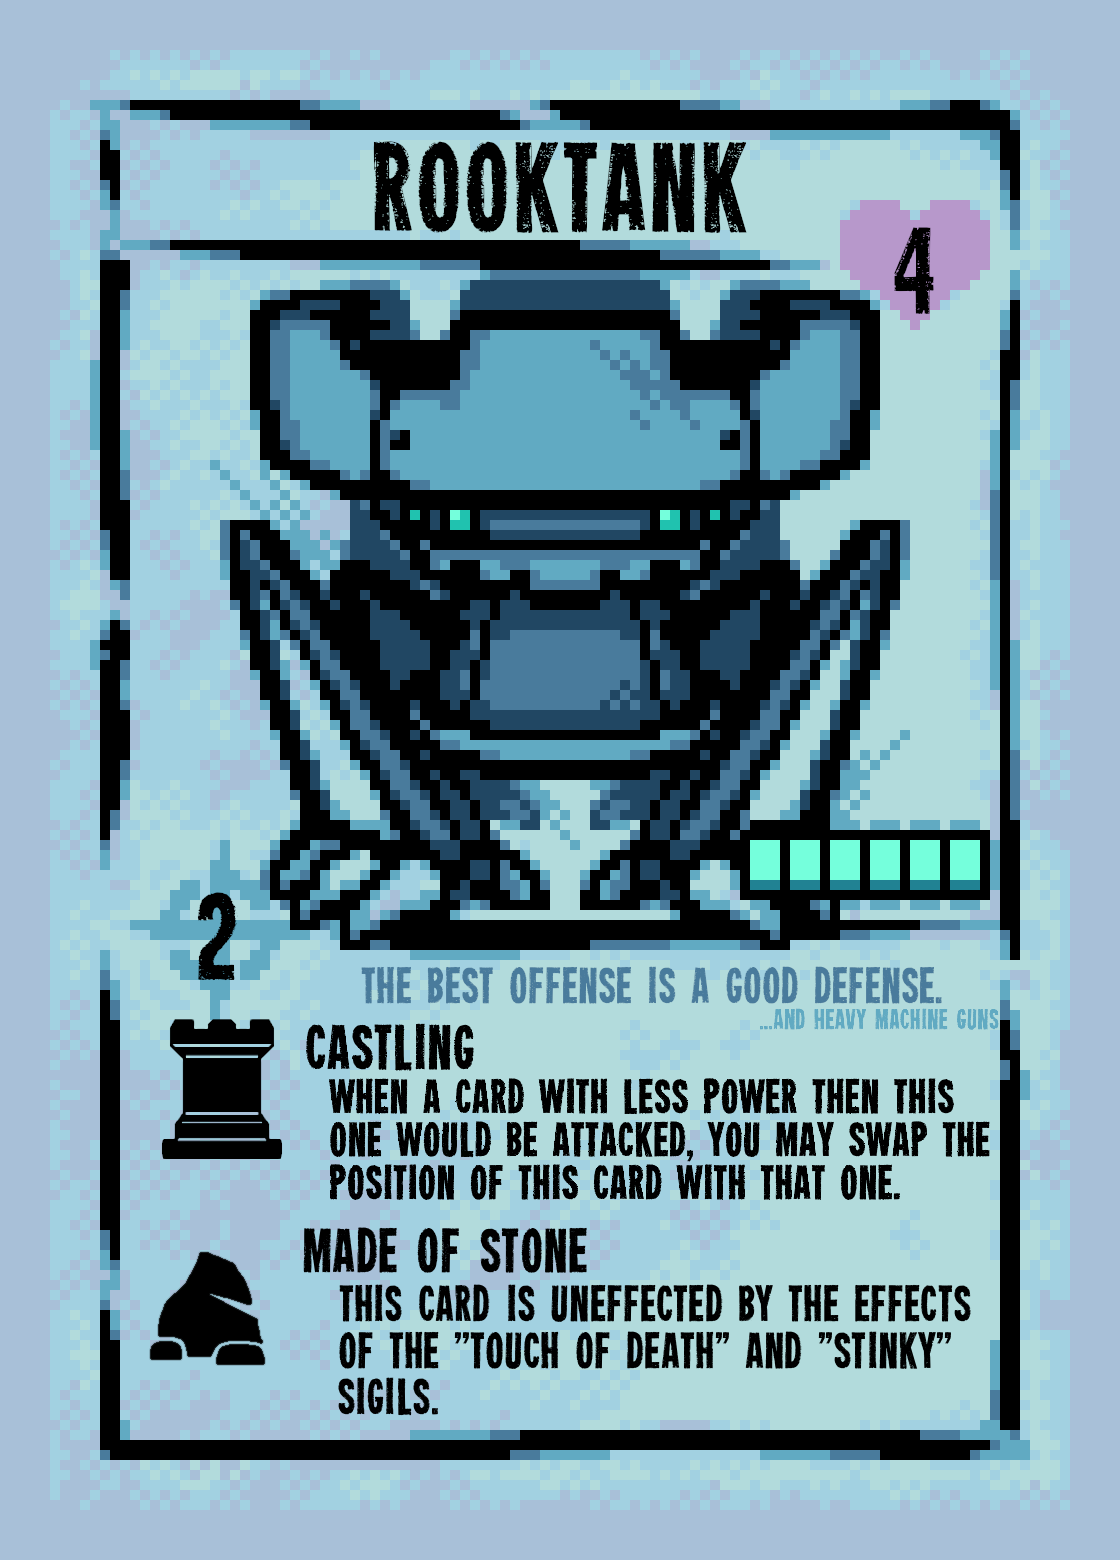 ROOKTANK
4
2
THE BEST OFFENSE IS A GOOD DEFENSE.
...AND HEAVY MACHINE GUNS
CASTLING
WHEN A CARD WITH LESS POWER THEN THIS
ONE WOULD BE ATTACKED, YOU MAY SWAP THE
POSITION OF THIS CARD WITH THAT ONE.
MADE OF STONE
THIS CARD IS UNEFFECTED BY THE EFFECTS
OF THE "TOUCH OF DEATH" AND "STINKY"
SIGILS.